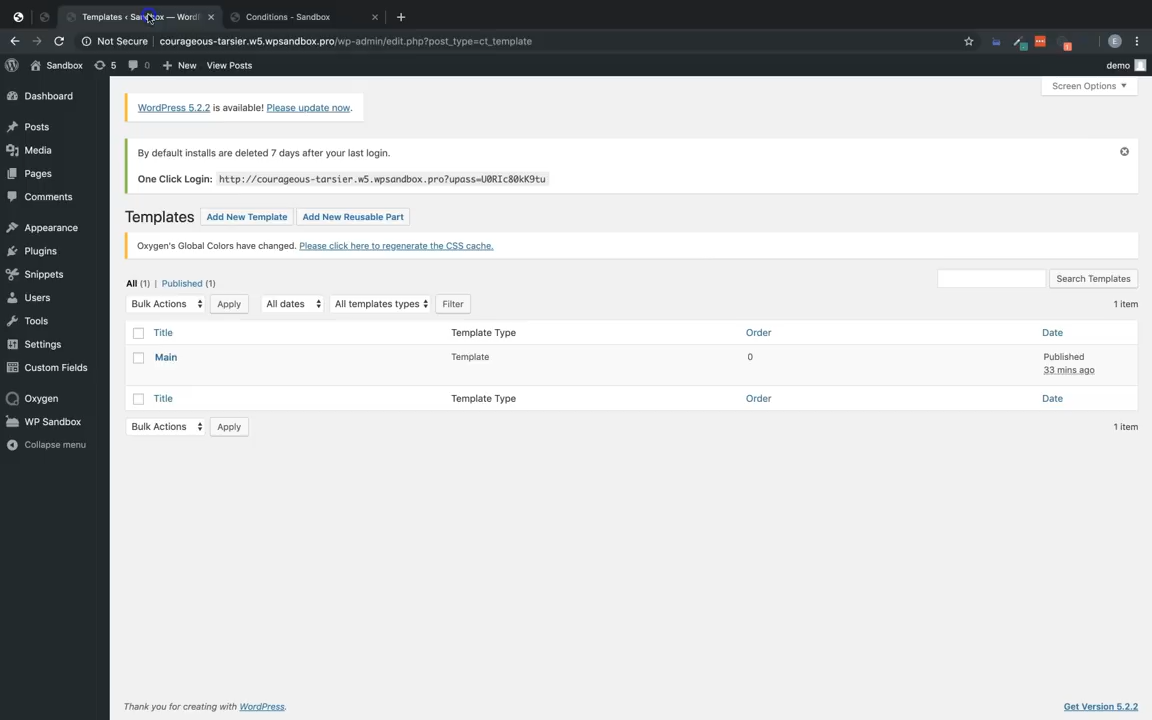 Templates ‹ Sandbox — WordP
Conditions - Sandbox
Not Secure courageous-tarsier.w5.wpsandbox.pro/wp-admin/edit.php?post_type=ct_template
E
Sandbox 5 0 New View Posts demo
Screen Options
Dashboard
Posts
Media
Pages
Comments
Appearance
Plugins
Snippets
Users
Tools
Settings
Custom Fields
Oxygen
WP Sandbox
Collapse menu
WordPress 5.2.2 is available! Please update now.
By default installs are deleted 7 days after your last login.
One Click Login: http://courageous-tarsier.w5.wpsandbox.pro?upass=U0RIc80kK9tu
Templates Add New Template Add New Reusable Part
Oxygen's Global Colors have changed. Please click here to regenerate the CSS cache.
All (1) | Published (1)
Search Templates
Bulk Actions Apply All dates All templates types Filter 1 item
Title Template Type Order Date
Main Template 0 Published
33 mins ago
Title Template Type Order Date
Bulk Actions Apply 1 item
Thank you for creating with WordPress. Get Version 5.2.2